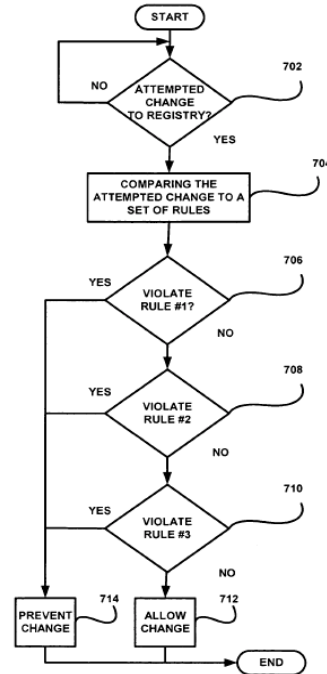 START
NO
ATTEMPTED
CHANGE
TO REGISTRY?
702
YES
COMPARING THE
ATTEMPTED CHANGE TO A
SET OF RULES
704
YES
VIOLATE
RULE #1?
706
NO
YES
VIOLATE
RULE #2
708
NO
YES
VIOLATE
RULE #3
710
NO
PREVENT
CHANGE
714
ALLOW
CHANGE
712
END